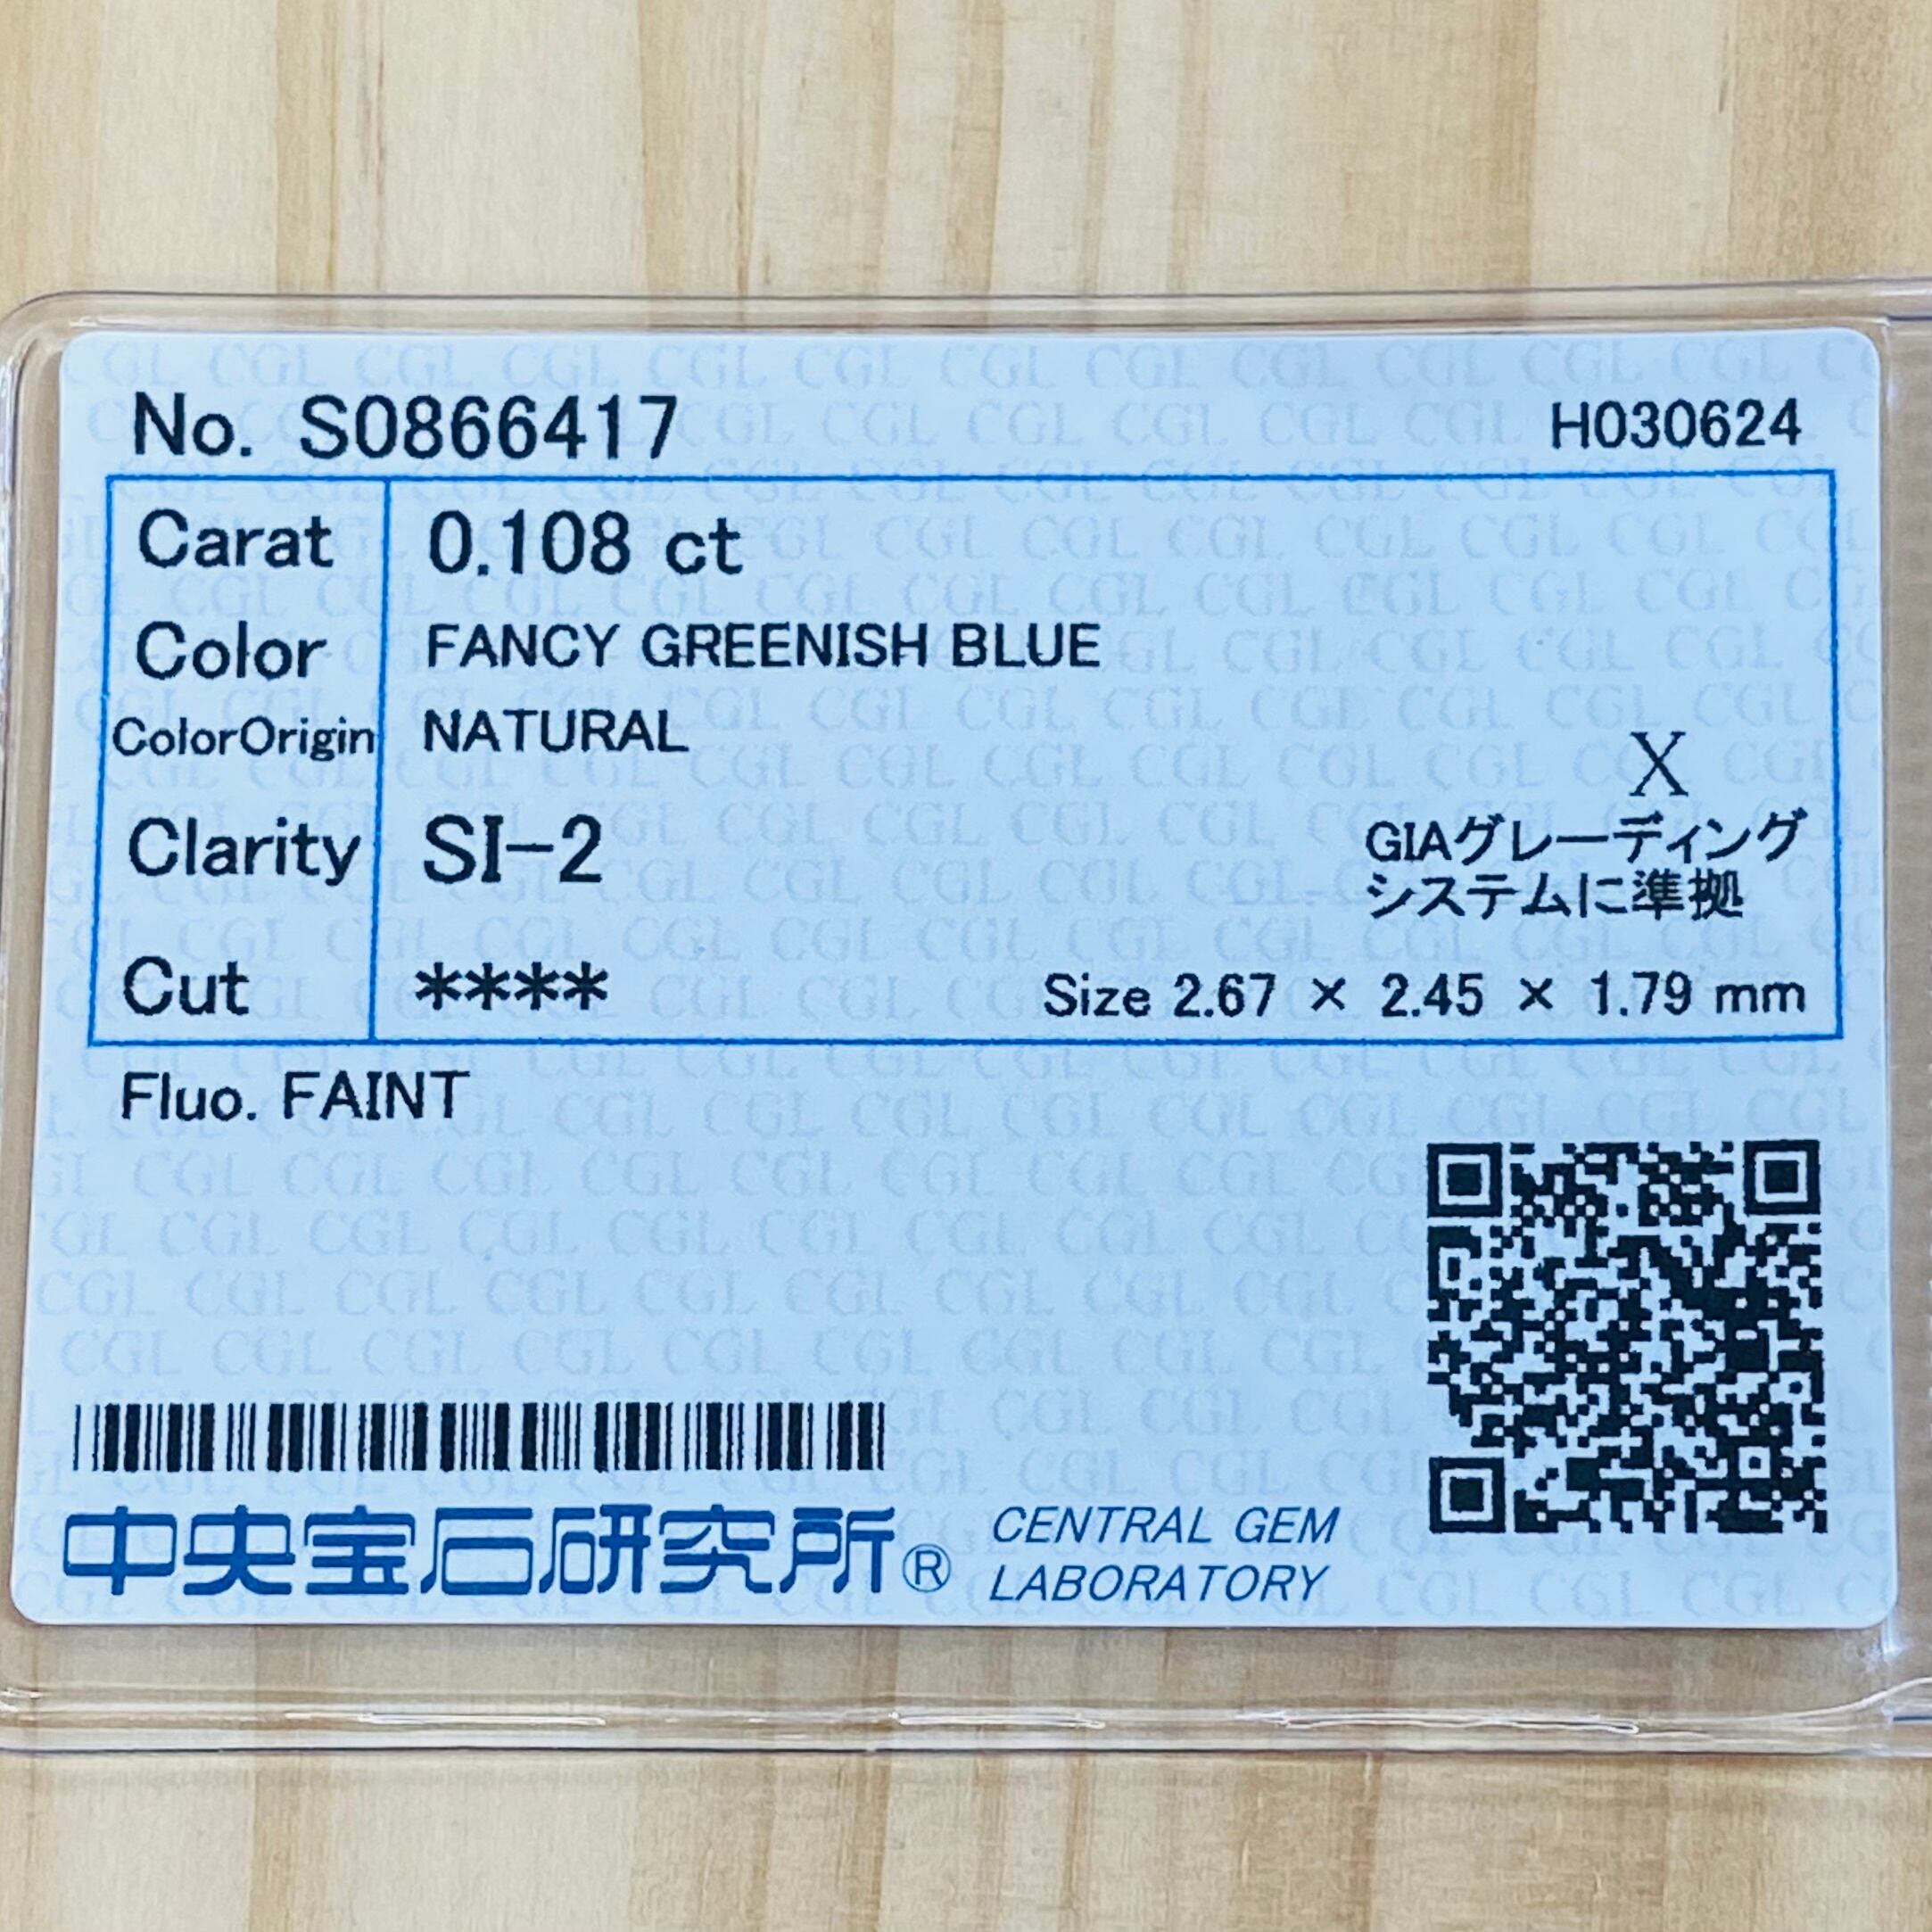 No. S0866417 H030624
Carat 0.108 ct
Color FANCY GREENISH BLUE
ColorOrigin NATURAL
X
Clarity SI-2
GIAグレーディング
システムに準拠
Cut **** Size 2.67 × 2.45 × 1.79 mm
Fluo. FAINT
中央宝石研究所® CENTRAL GEM
LABORATORY